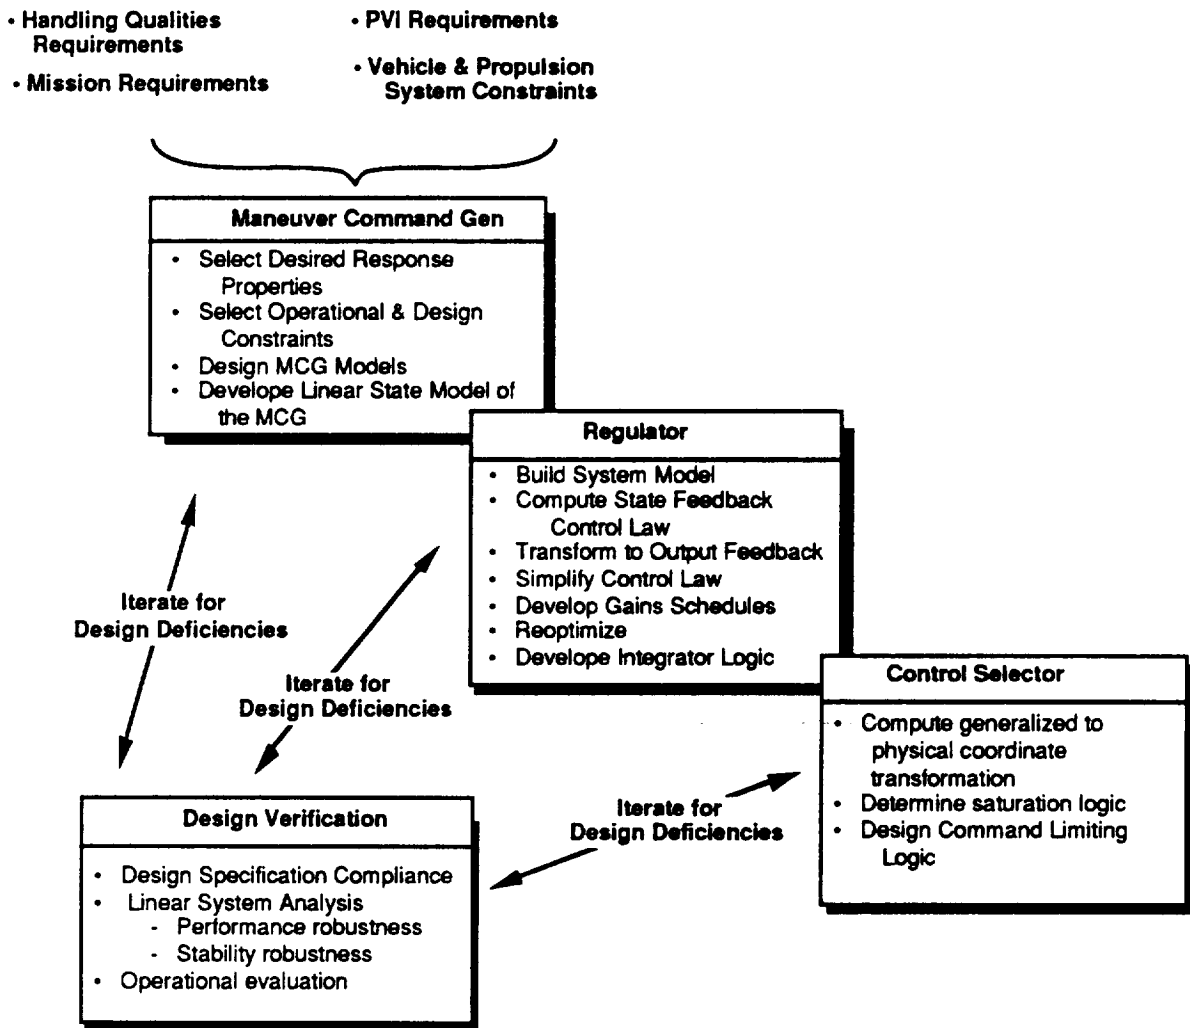 • Handling Qualities
Requirements
• Mission Requirements
• PVI Requirements
• Vehicle & Propulsion
System Constraints
Maneuver Command Gen
• Select Desired Response
Properties
• Select Operational & Design
Constraints
• Design MCG Models
• Develope Linear State Model of
the MCG
Regulator
• Build System Model
• Compute State Feedback
Control Law
• Transform to Output Feedback
• Simplify Control Law
• Develop Gains Schedules
• Reoptimize
• Develope Integrator Logic
Control Selector
• Compute generalized to
physical coordinate
transformation
• Determine saturation logic
• Design Command Limiting
Logic
Iterate for
Design Deficiencies
Iterate for
Design Deficiencies
Iterate for
Design Deficiencies
Design Verification
• Design Specification Compliance
• Linear System Analysis
- Performance robustness
- Stability robustness
• Operational evaluation